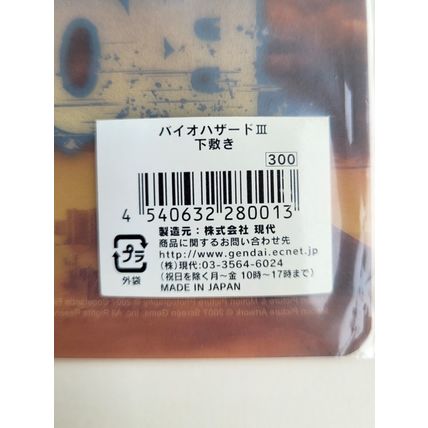 バイオハザードⅢ
下敷き
300
4 540632 280013
製造元：株式会社 現代
商品に関するお問い合わせ先
http://www.gendai.ecnet.jp
(株)現代:03-3564-6024
(祝日を除く月～金 10時～17時まで)
MADE IN JAPAN
プラ
外袋